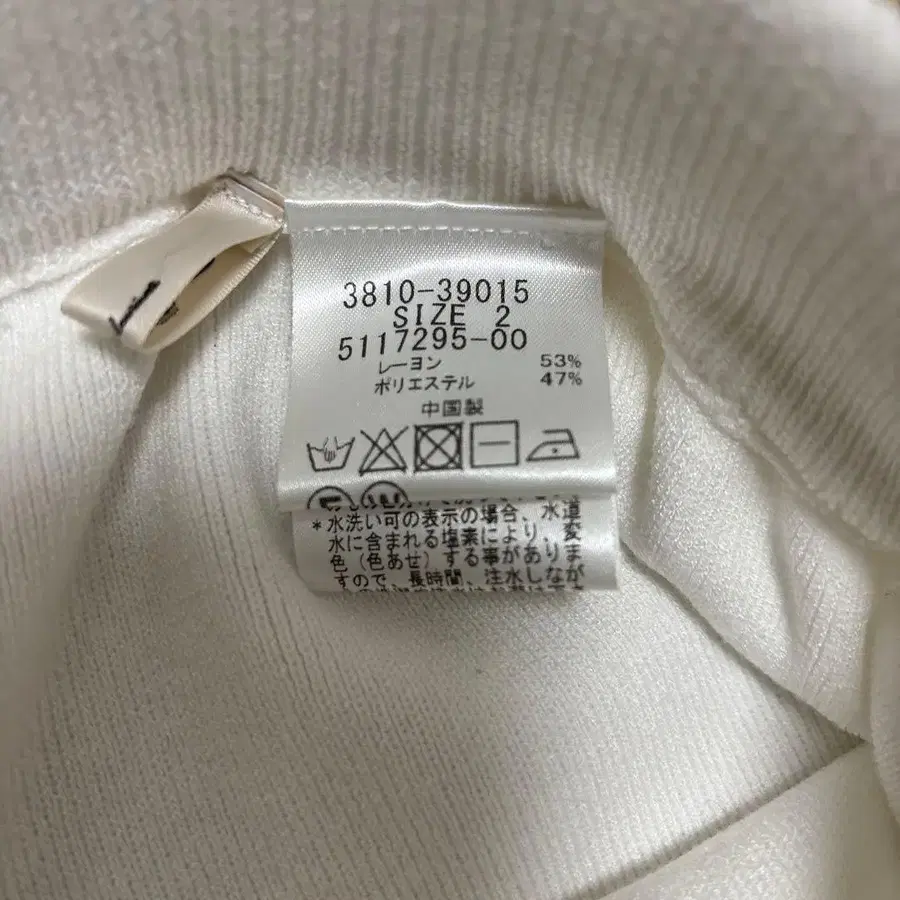 3810-39015
SIZE 2
5117295-00
レーヨン 53%
ポリエステル 47%
中国製
*水洗い可の表示の場合、水道
水に含まれる塩素により、変
色（色あせ）する事がありま
すので、長時間、注水しなが